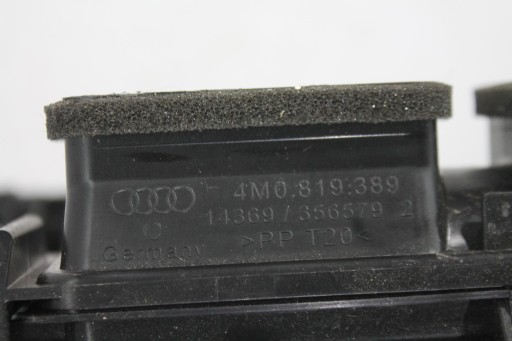 4M0.819.389
14369 / 356579 2
Germany >PP T20<